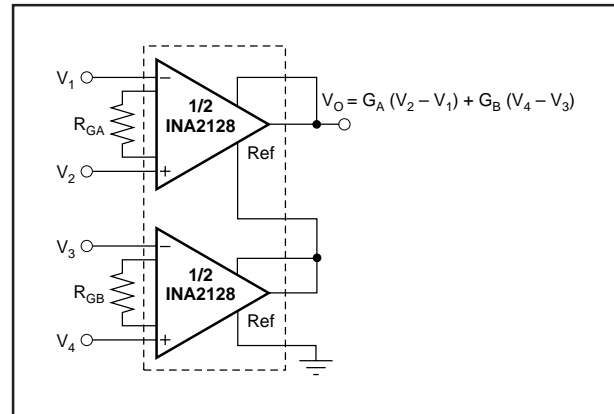 V1
−
1/2
INA2128
RGA
VO = GA (V2 – V1) + GB (V4 – V3)
Ref
V2
+
V3
−
1/2
INA2128
RGB
Ref
V4
+